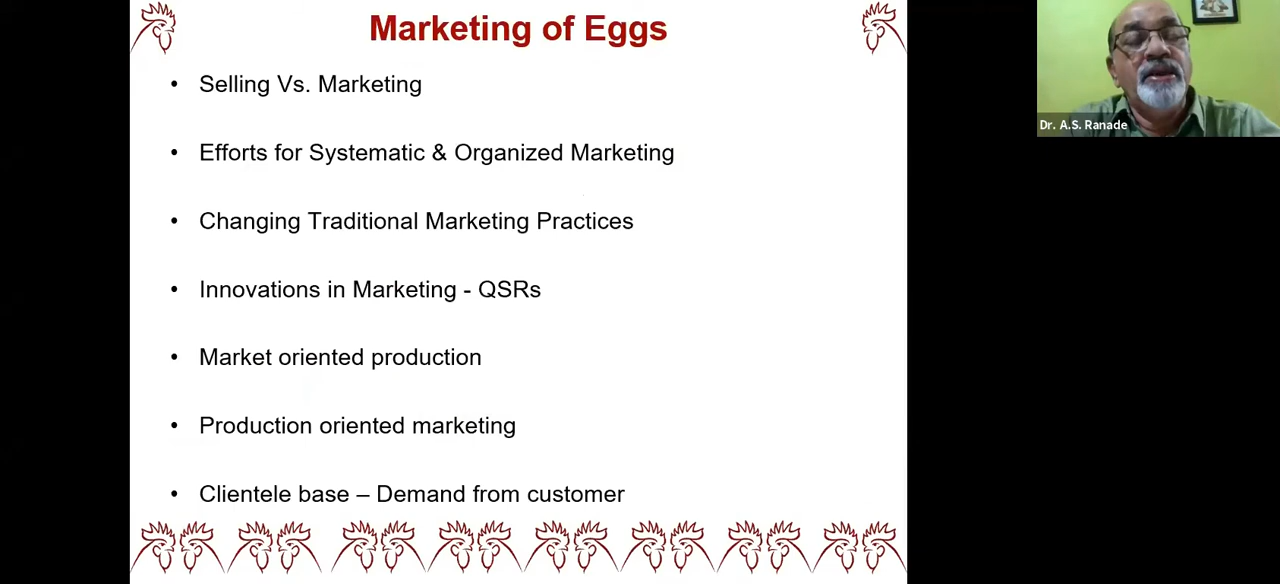 Marketing of Eggs
• Selling Vs. Marketing
• Efforts for Systematic & Organized Marketing
• Changing Traditional Marketing Practices
• Innovations in Marketing - QSRs
• Market oriented production
• Production oriented marketing
• Clientele base – Demand from customer
Dr. A.S. Ranade